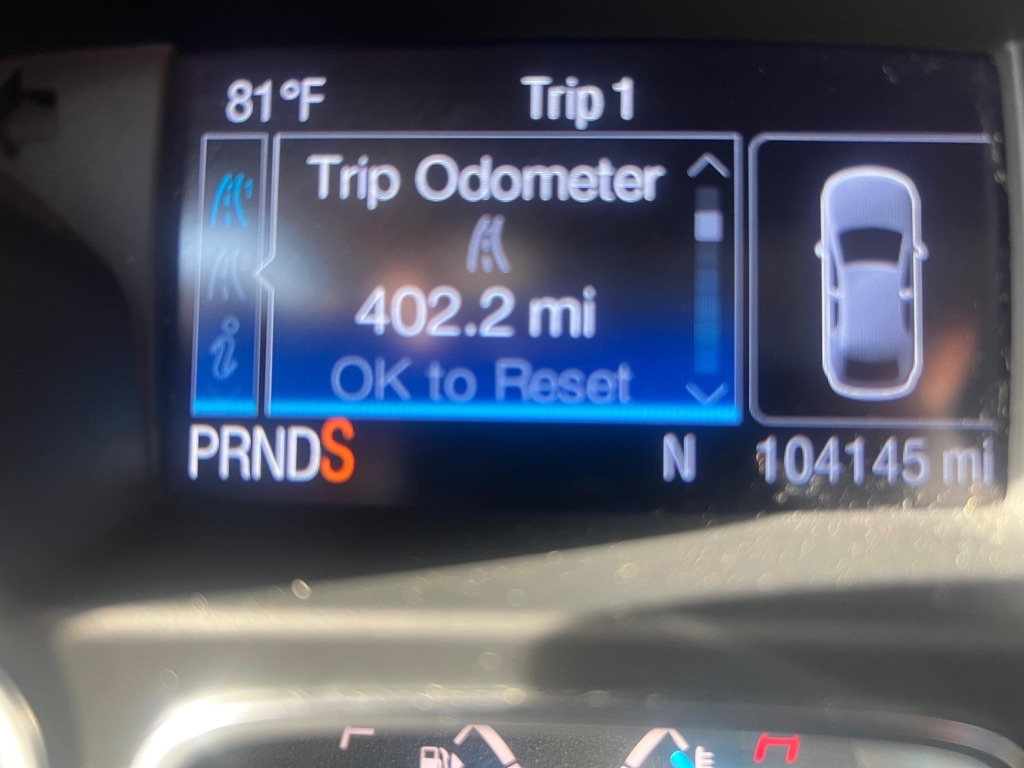 81°F Trip 1
Trip Odometer
402.2 mi
OK to Reset
PRNDS N 104145 mi
H